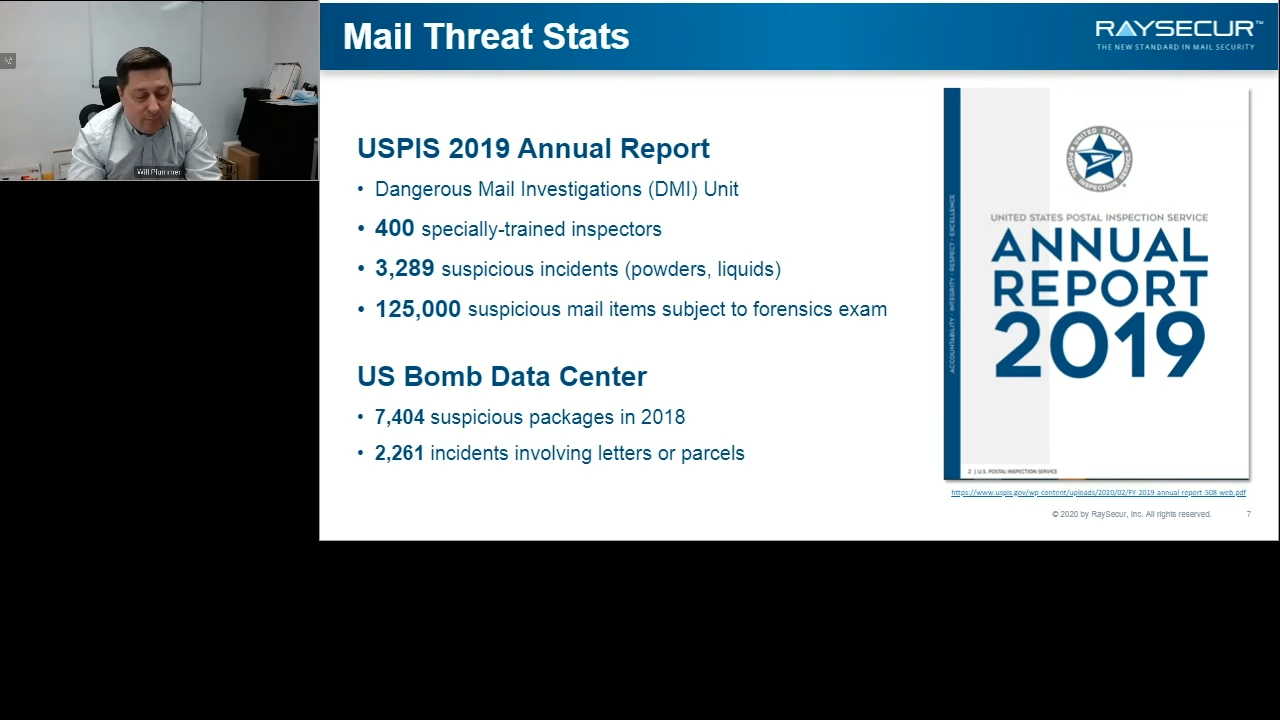 Will Plummer
Mail Threat Stats
RAYSECUR™
THE NEW STANDARD IN MAIL SECURITY
USPIS 2019 Annual Report
• Dangerous Mail Investigations (DMI) Unit
• 400 specially-trained inspectors
• 3,289 suspicious incidents (powders, liquids)
• 125,000 suspicious mail items subject to forensics exam
US Bomb Data Center
• 7,404 suspicious packages in 2018
• 2,261 incidents involving letters or parcels
ACCOUNTABILITY · INTEGRITY · RESPECT · EXCELLENCE
UNITED STATES
POSTAL INSPECTION SERVICE
UNITED STATES POSTAL INSPECTION SERVICE
ANNUAL
REPORT
2019
2 | U.S. POSTAL INSPECTION SERVICE
https://www.uspis.gov/wp-content/uploads/2020/02/FY-2019-annual-report-508-web.pdf
© 2020 by RaySecur, Inc. All rights reserved.
7